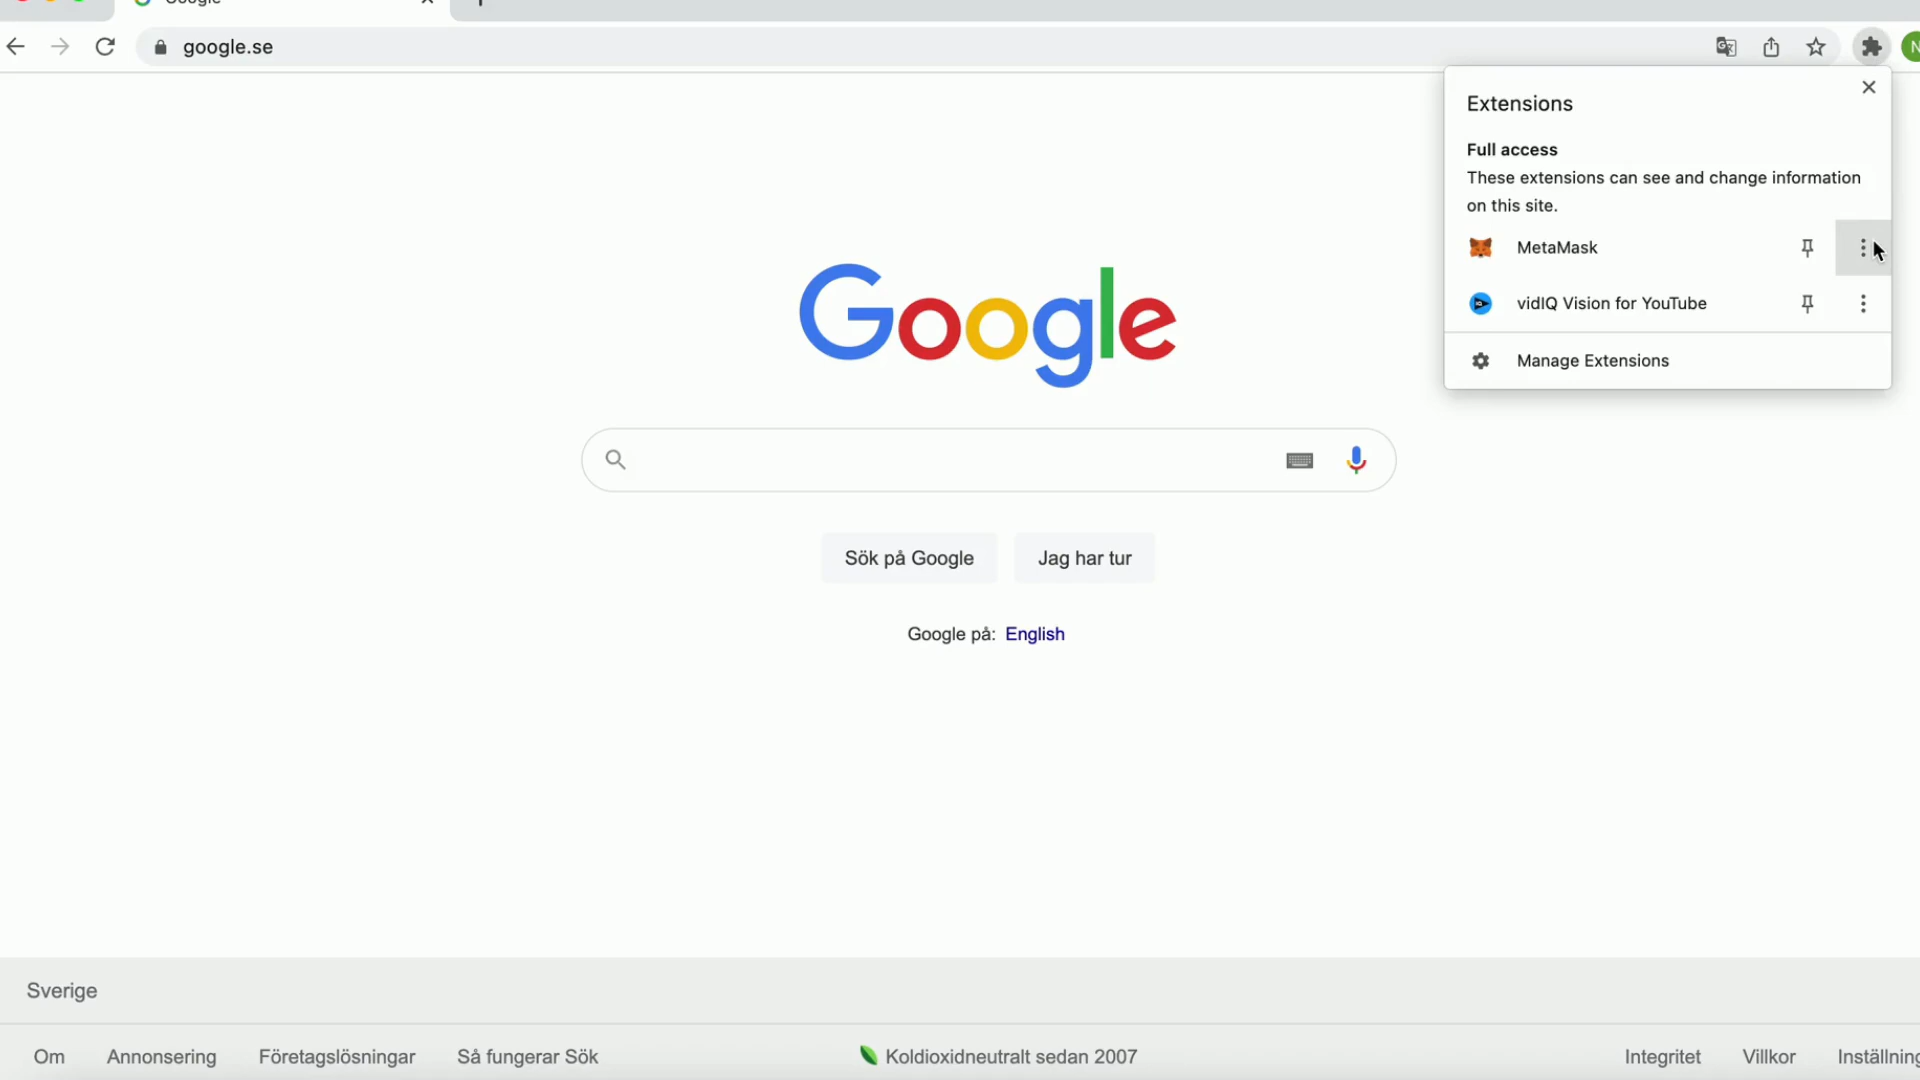 Google
google.se
N
Extensions
Full access
These extensions can see and change information
on this site.
MetaMask
vidIQ Vision for YouTube
Manage Extensions
Google
Sök på Google
Jag har tur
Google på: English
Sverige
Om
Annonsering
Företagslösningar
Så fungerar Sök
Koldioxidneutralt sedan 2007
Integritet
Villkor
Inställning